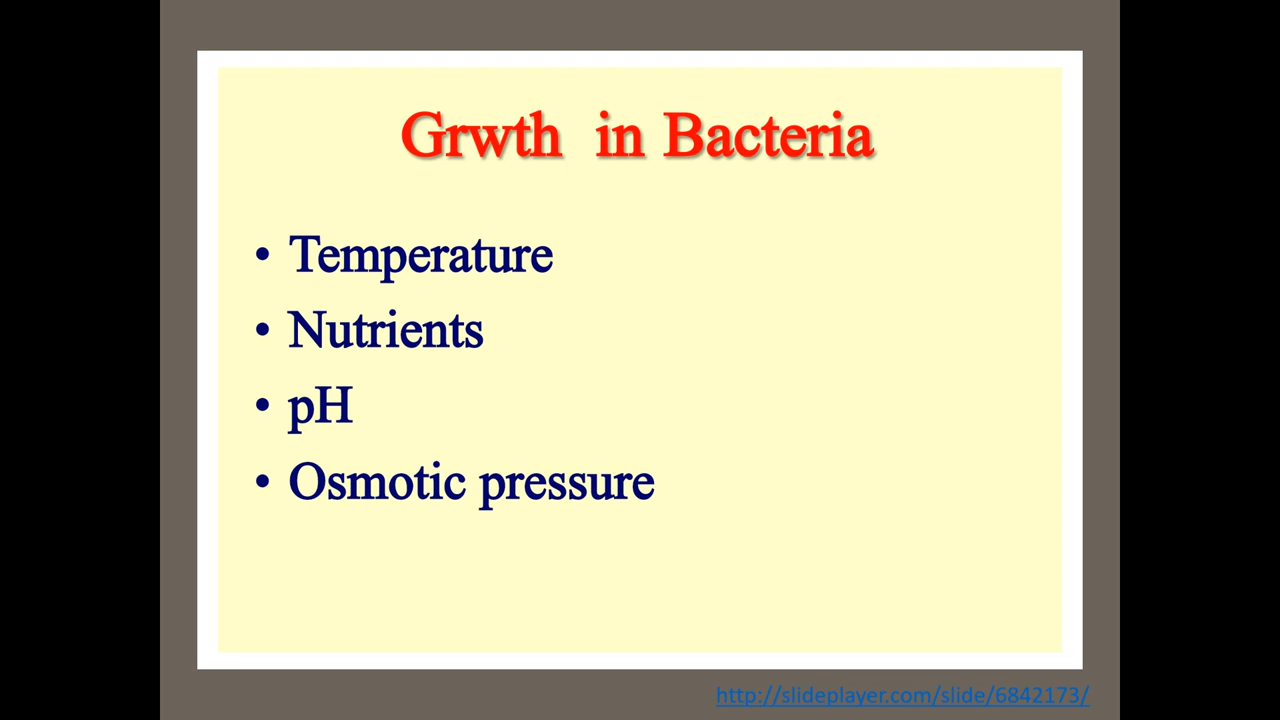 Grwth in Bacteria
• Temperature
• Nutrients
• pH
• Osmotic pressure
http://slideplayer.com/slide/6842173/